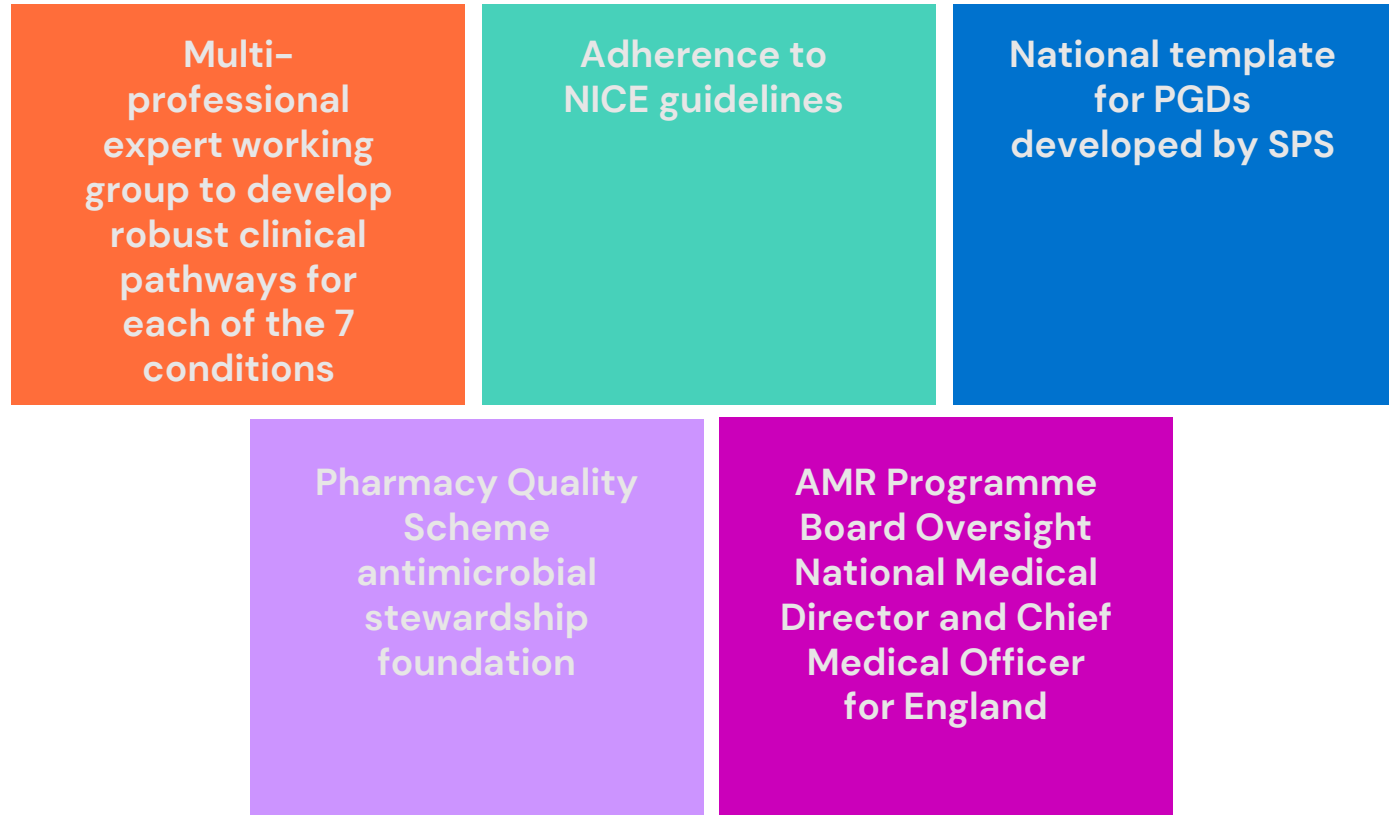 Multi-
professional
expert working
group to develop
robust clinical
pathways for
each of the 7
conditions
Adherence to
NICE guidelines
National template
for PGDs
developed by SPS
Pharmacy Quality
Scheme
antimicrobial
stewardship
foundation
AMR Programme
Board Oversight
National Medical
Director and Chief
Medical Officer
for England